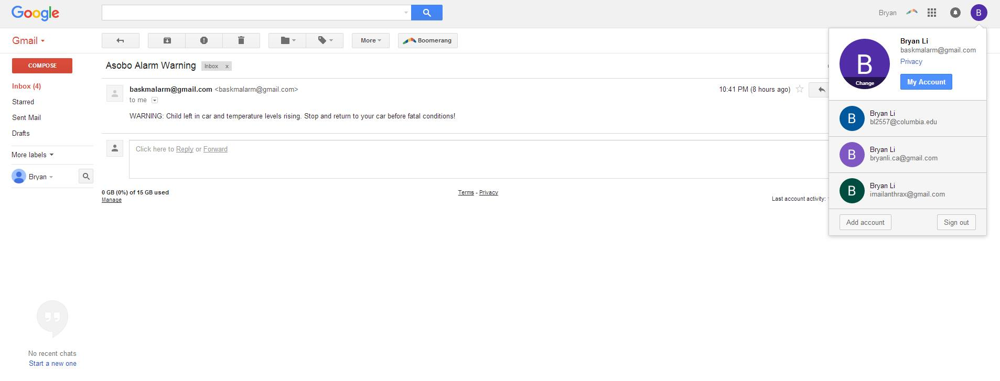 Google
Bryan
B
Gmail
More
Boomerang
COMPOSE
Inbox (4)
Starred
Sent Mail
Drafts
More labels
Bryan
Asobo Alarm Warning
Inbox x
baskmalarm@gmail.com <baskmalarm@gmail.com>
10:41 PM (8 hours ago)
to me
WARNING: Child left in car and temperature levels rising. Stop and return to your car before fatal conditions!
Click here to Reply or Forward
0 GB (0%) of 15 GB used
Manage
Terms - Privacy
Last account activity:
B
Change
Bryan Li
baskmalarm@gmail.com
Privacy
My Account
B
Bryan Li
bl2557@columbia.edu
B
Bryan Li
bryanli.ca@gmail.com
B
Bryan Li
imailanthrax@gmail.com
Add account
Sign out
No recent chats
Start a new one